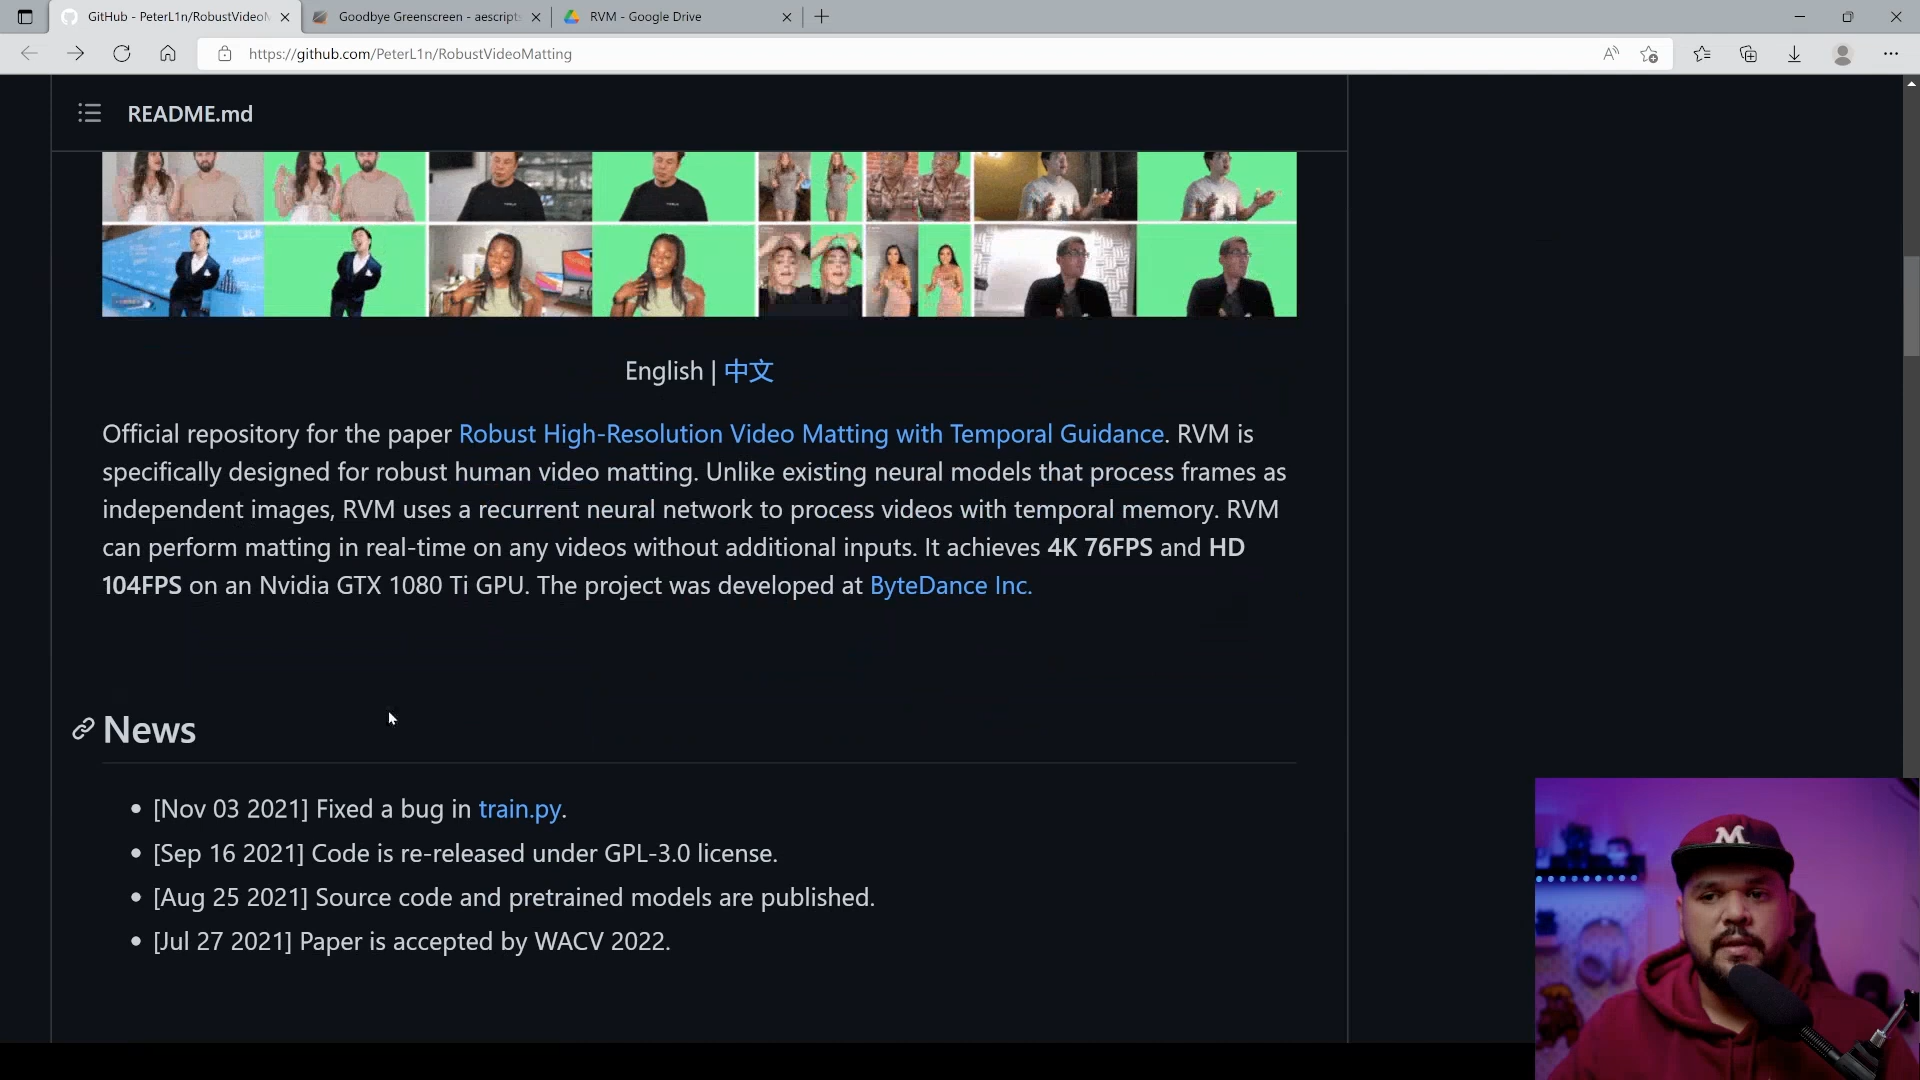 GitHub - PeterL1n/RobustVideoM
Goodbye Greenscreen - aescripts
RVM - Google Drive
https://github.com/PeterL1n/RobustVideoMatting
README.md
English | 中文
Official repository for the paper Robust High-Resolution Video Matting with Temporal Guidance. RVM is
specifically designed for robust human video matting. Unlike existing neural models that process frames as
independent images, RVM uses a recurrent neural network to process videos with temporal memory. RVM
can perform matting in real-time on any videos without additional inputs. It achieves 4K 76FPS and HD
104FPS on an Nvidia GTX 1080 Ti GPU. The project was developed at ByteDance Inc.
News
• [Nov 03 2021] Fixed a bug in train.py.
• [Sep 16 2021] Code is re-released under GPL-3.0 license.
• [Aug 25 2021] Source code and pretrained models are published.
• [Jul 27 2021] Paper is accepted by WACV 2022.
M